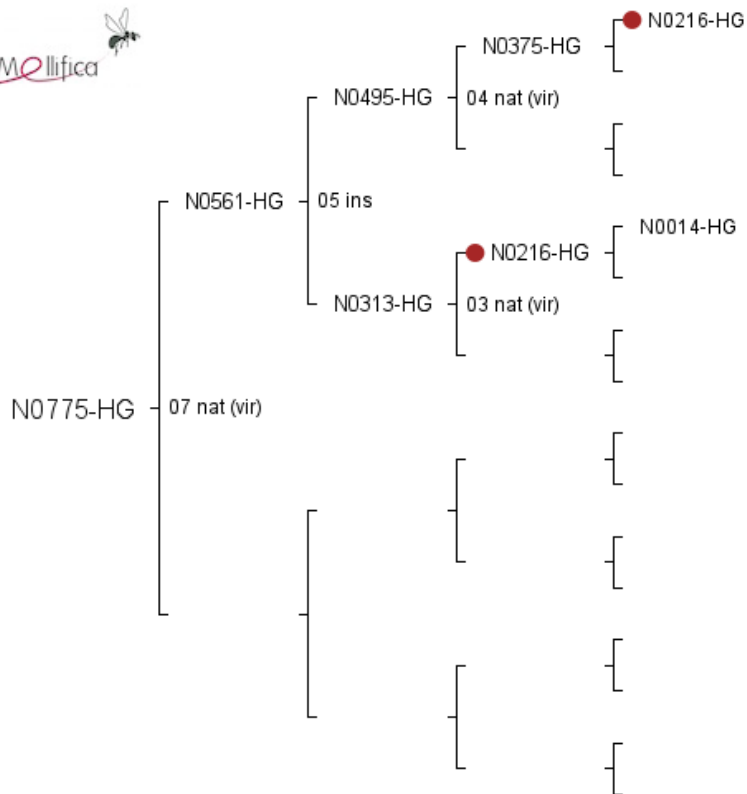 Mellifica
N0216-HG
N0375-HG
N0495-HG
04 nat (vir)
N0561-HG
05 ins
N0014-HG
N0216-HG
N0313-HG
03 nat (vir)
N0775-HG
07 nat (vir)